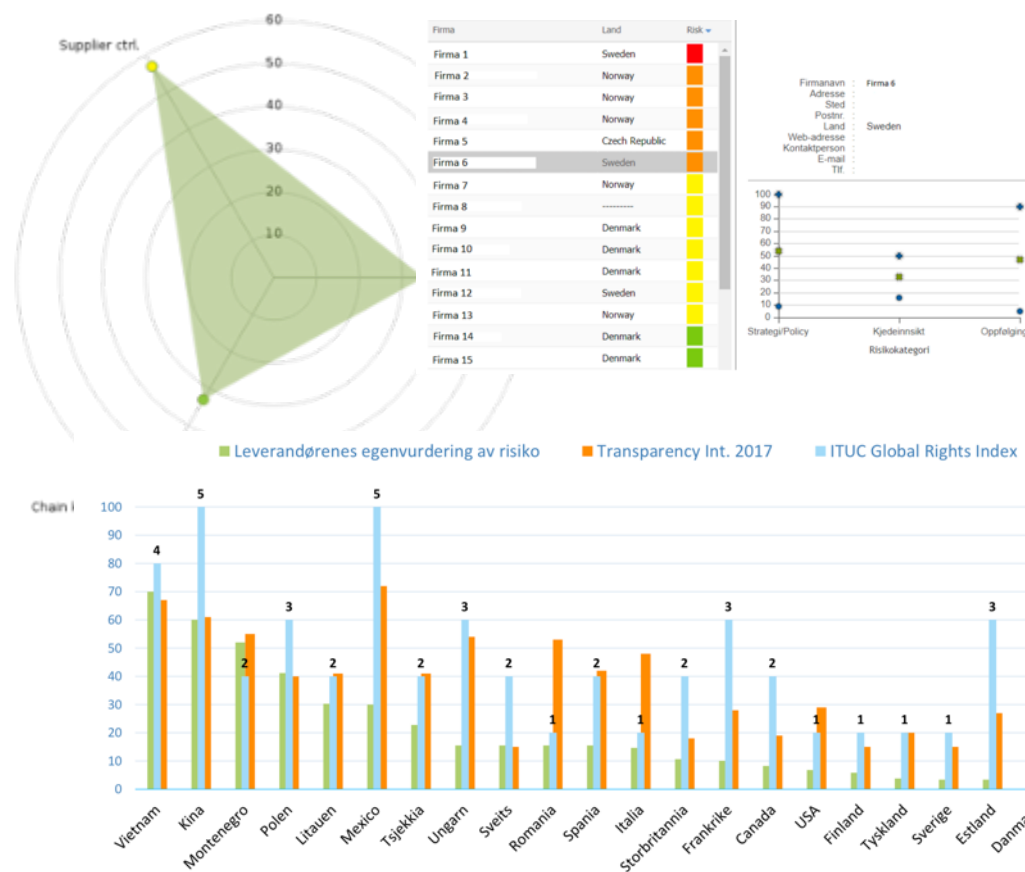 Supplier ctrl.
60
50
40
30
20
10
Firma Land Risk
Firma 1 Sweden
Firma 2 Norway
Firma 3 Norway
Firma 4 Norway
Firma 5 Czech Republic
Firma 6 Sweden
Firma 7 Norway
Firma 8 ---------
Firma 9 Denmark
Firma 10 Denmark
Firma 11 Denmark
Firma 12 Sweden
Firma 13 Norway
Firma 14 Denmark
Firma 15 Denmark
Firmanavn : Firma 6
Adresse :
Sted :
Postnr. :
Land : Sweden
Web-adresse :
Kontaktperson :
E-mail :
Tlf. :
100
90
80
70
60
50
40
30
20
10
0
Strategi/Policy Kjedeinnsikt Oppfølging
Risikokategori
Leverandørenes egenvurdering av risiko Transparency Int. 2017 ITUC Global Rights Index
Chain
100
90
80
70
60
50
40
30
20
10
0
4 5 2 3 2 5 2 3 2 1 2 1 2 3 2 1 1 1 1 3
Vietnam Kina Montenegro Polen Litauen Mexico Tsjekkia Ungarn Sveits Romania Spania Italia Storbritannia Frankrike Canada USA Finland Tyskland Sverige Estland Danma